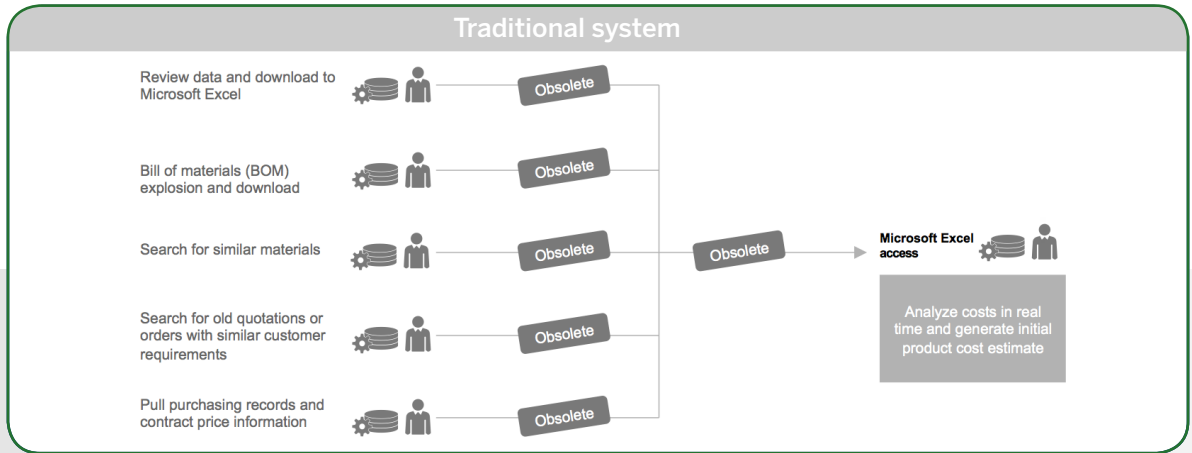 Traditional system
Review data and download to
Microsoft Excel
Obsolete
Bill of materials (BOM)
explosion and download
Obsolete
Search for similar materials
Obsolete
Obsolete
Microsoft Excel
access
Analyze costs in real
time and generate initial
product cost estimate
Search for old quotations or
orders with similar customer
requirements
Obsolete
Pull purchasing records and
contract price information
Obsolete